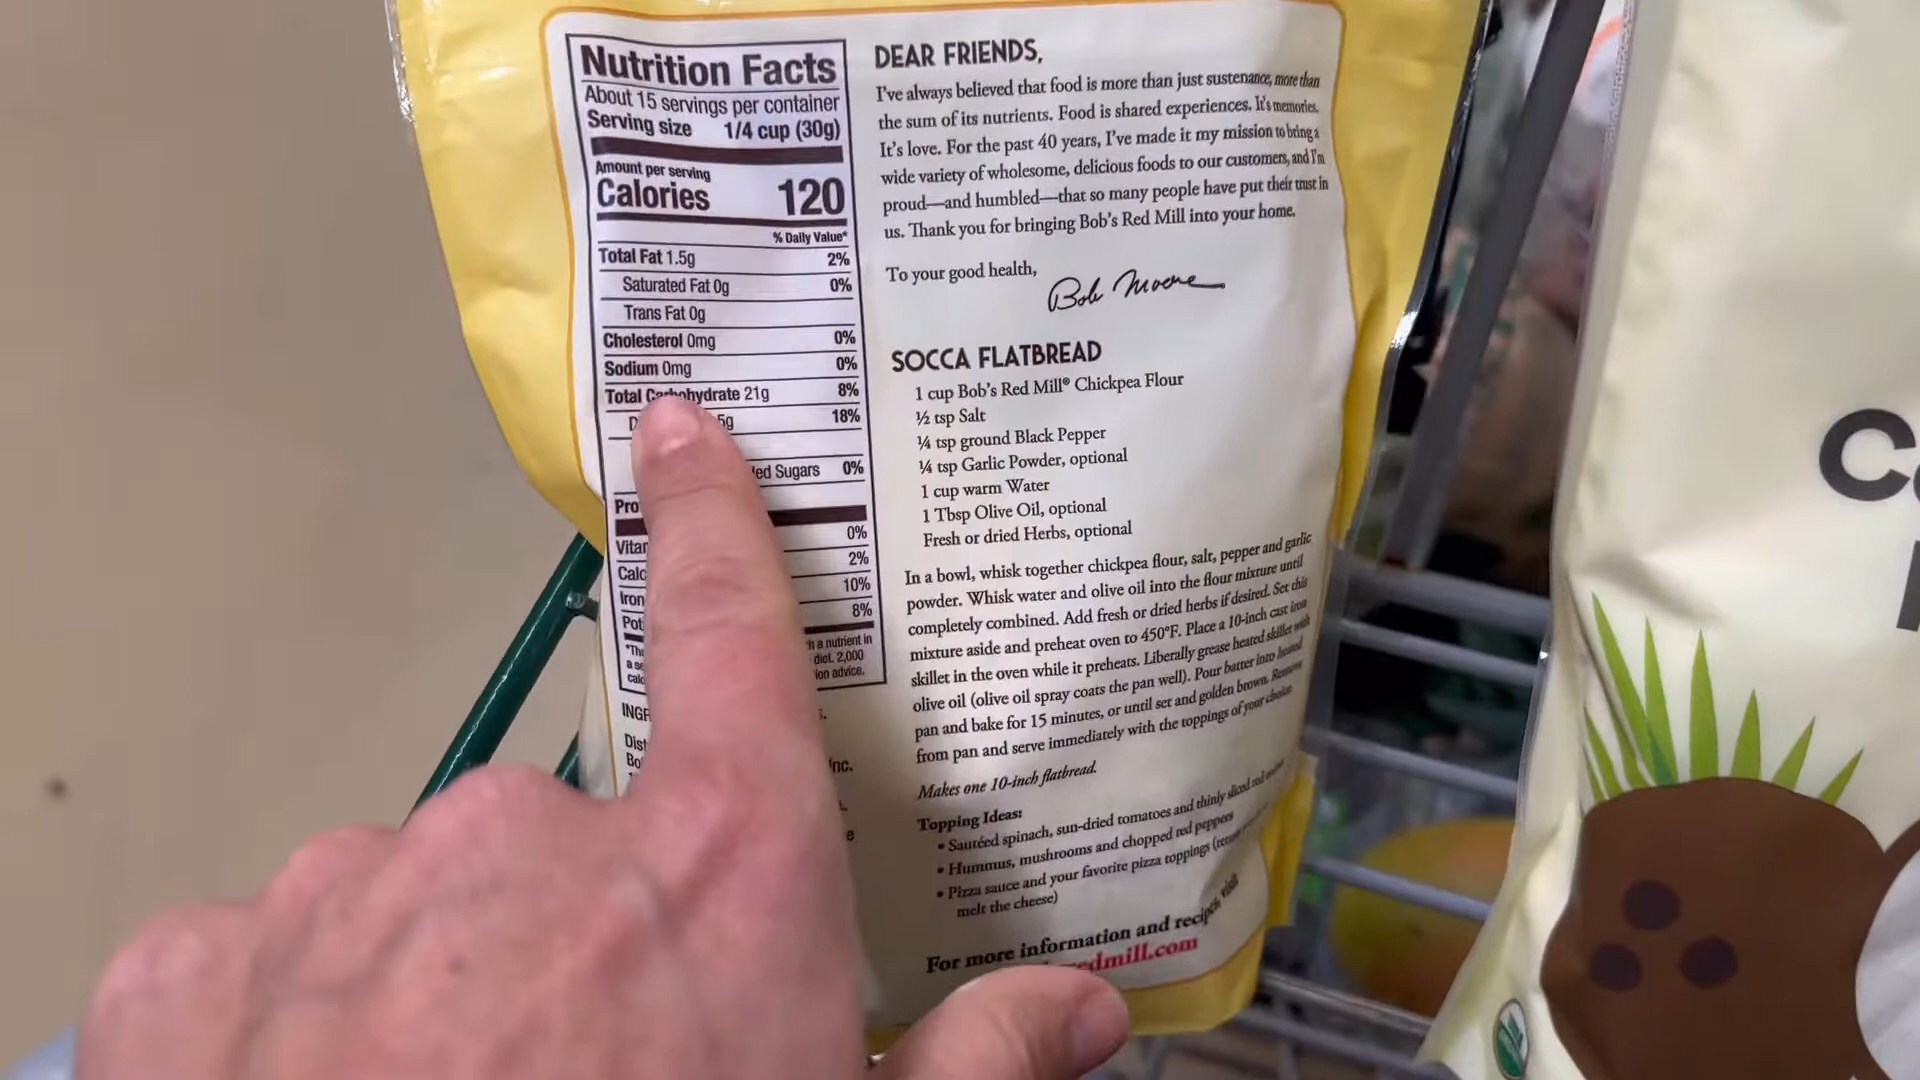 Nutrition Facts
About 15 servings per container
Serving size 1/4 cup (30g)
Amount per serving
Calories 120
% Daily Value*
Total Fat 1.5g 2%
Saturated Fat 0g 0%
Trans Fat 0g
Cholesterol 0mg 0%
Sodium 0mg 0%
Total Carbohydrate 21g 8%
5g 18%
Sugars 0%
0%
2%
Iron 10%
8%
a nutrient in
diet. 2,000
advice.
Inc.
DEAR FRIENDS,
I've always believed that food is more than just sustenance, more than
the sum of its nutrients. Food is shared experiences. It's memories.
It's love. For the past 40 years, I've made it my mission to bring a
wide variety of wholesome, delicious foods to our customers, and I'm
proud—and humbled—that so many people have put their trust in
us. Thank you for bringing Bob's Red Mill into your home.
To your good health,
Bob Moore
SOCCA FLATBREAD
1 cup Bob's Red Mill® Chickpea Flour
½ tsp Salt
¼ tsp ground Black Pepper
¼ tsp Garlic Powder, optional
1 cup warm Water
1 Tbsp Olive Oil, optional
Fresh or dried Herbs, optional
In a bowl, whisk together chickpea flour, salt, pepper and garlic
powder. Whisk water and olive oil into the flour mixture until
completely combined. Add fresh or dried herbs if desired. Set this
mixture aside and preheat oven to 450°F. Place a 10-inch cast iron
skillet in the oven while it preheats. Liberally grease heated skillet with
olive oil (olive oil spray coats the pan well). Pour batter into heated
pan and bake for 15 minutes, or until set and golden brown. Remove
from pan and serve immediately with the toppings of your choice.
Makes one 10-inch flatbread.
Topping Ideas:
• Sautéed spinach, sun-dried tomatoes and thinly sliced red onion
• Hummus, mushrooms and chopped red peppers
• Pizza sauce and your favorite pizza toppings
melt the cheese)
For more information and recipes, visit
redmill.com